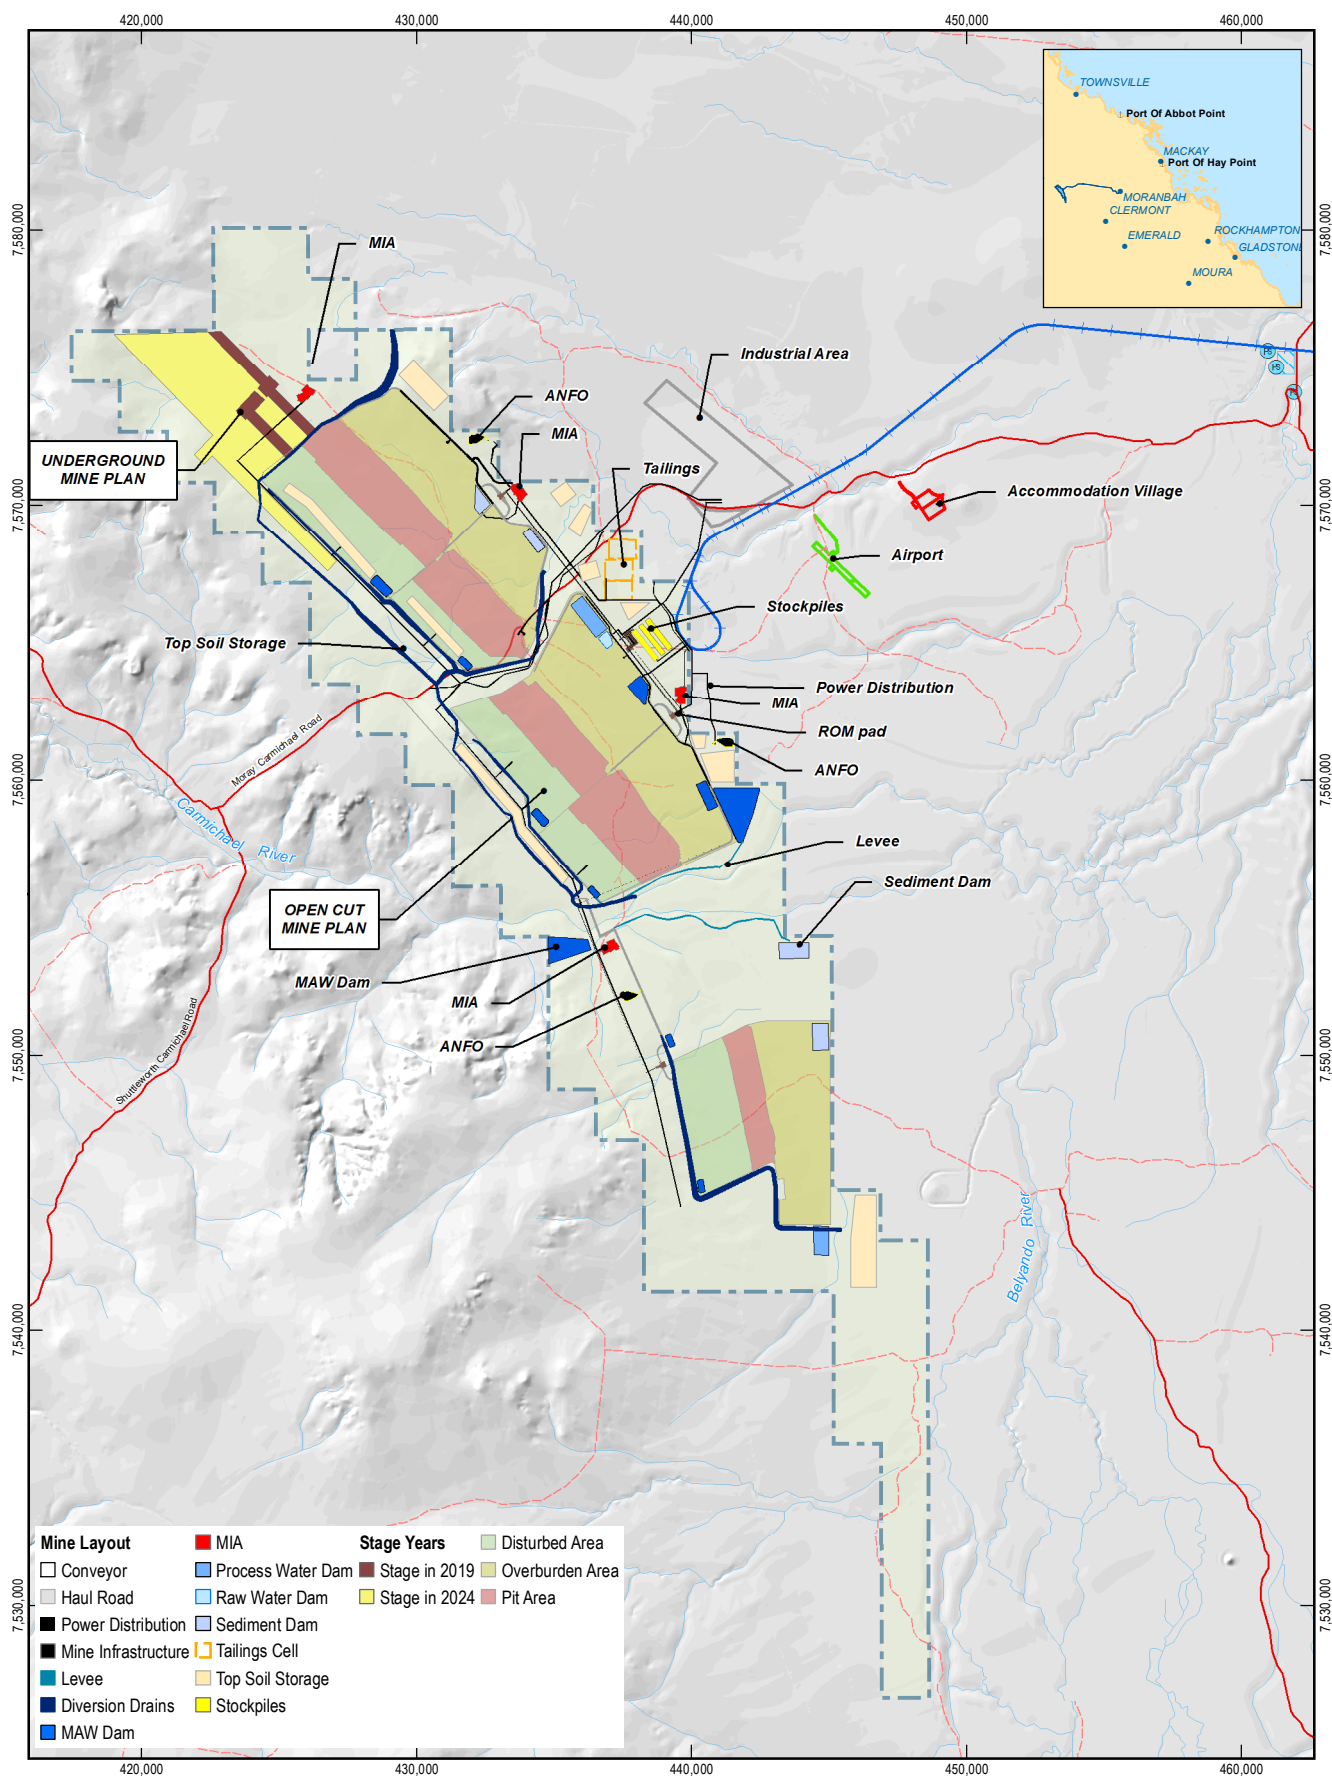 420,000
430,000
440,000
450,000
460,000
TOWNSVILLE
Port Of Abbot Point
MACKAY
Port Of Hay Point
MORANBAH
CLERMONT
EMERALD
ROCKHAMPTON
GLADSTONE
MOURA
7,580,000
7,580,000
MIA
Industrial Area
PS
PS
ANFO
MIA
UNDERGROUND
MINE PLAN
Tailings
Accommodation Village
7,570,000
7,570,000
Airport
Stockpiles
Top Soil Storage
Power Distribution
MIA
ROM pad
Moray Carmichael Road
ANFO
7,560,000
7,560,000
Carmichael River
Levee
Sediment Dam
OPEN CUT
MINE PLAN
MAW Dam
MIA
ANFO
Shuttleworth Carmichael Road
7,550,000
7,550,000
Belyando River
7,540,000
7,540,000
7,530,000
7,530,000
Mine Layout
Conveyor
Haul Road
Power Distribution
Mine Infrastructure
Levee
Diversion Drains
MAW Dam
MIA
Process Water Dam
Raw Water Dam
Sediment Dam
Tailings Cell
Top Soil Storage
Stockpiles
Stage Years
Stage in 2019
Stage in 2024
Disturbed Area
Overburden Area
Pit Area
420,000
430,000
440,000
450,000
460,000